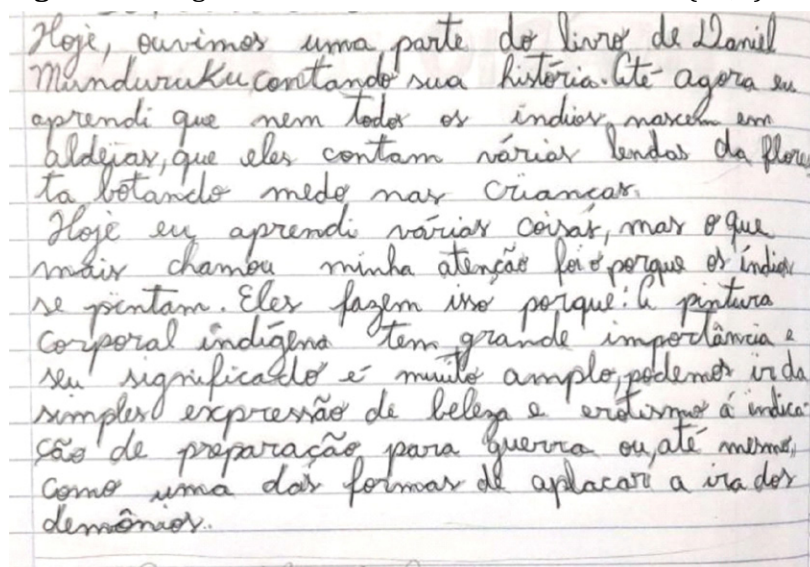 Hoje, ouvimos uma parte do livro de Daniel
Munduruku contando sua história. Até agora eu
aprendi que nem todos os índios nascem em
aldeias, que eles contam várias lendas da flores
ta botando medo nas crianças.
Hoje eu aprendi várias coisas, mas o que
mais chamou minha atenção foi o porque os índios
se pintam. Eles fazem isso porque: A pintura
corporal indígena tem grande importância e
seu significado é muito amplo, podemos ir da
simples expressão de beleza e erotismo á indica-
ção de preparação para guerra ou, até mesmo,
como uma das formas de aplacar a ira dos
demônios.